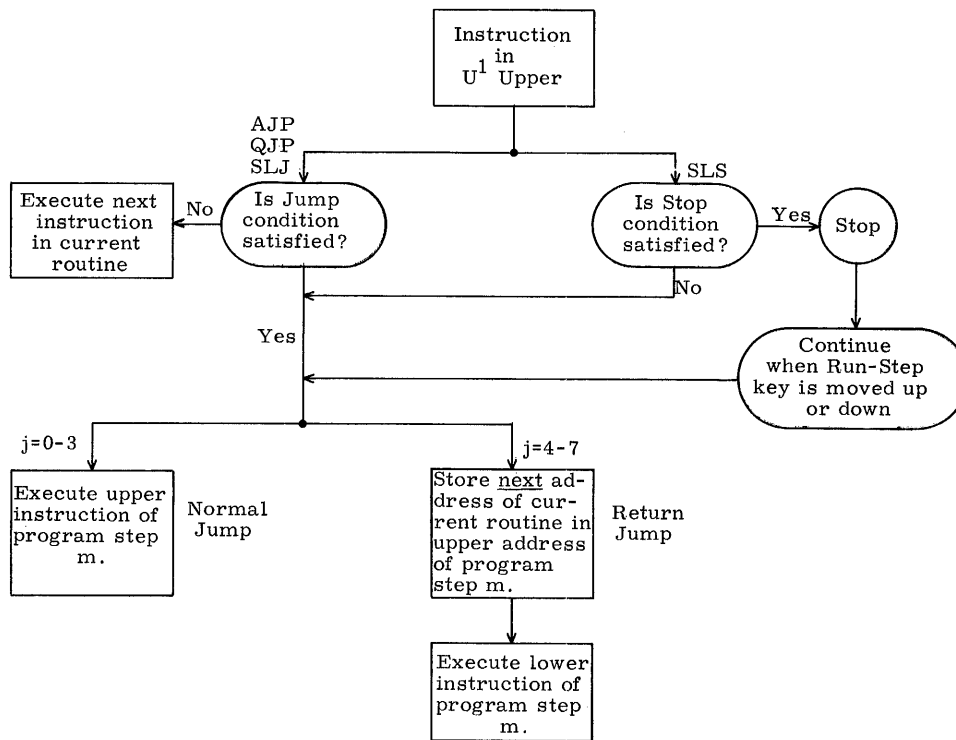 Instruction
in
U¹ Upper
AJP
QJP
SLJ
SLS
Execute next
instruction
in current
routine
No
Is Jump
condition
satisfied?
Is Stop
condition
satisfied?
Yes
Stop
No
Yes
Continue
when Run-Step
key is moved up
or down
j=0-3
j=4-7
Execute upper
instruction of
program step
m.
Normal
Jump
Store next ad-
dress of cur-
rent routine in
upper address
of program
step m.
Return
Jump
Execute lower
instruction of
program step
m.